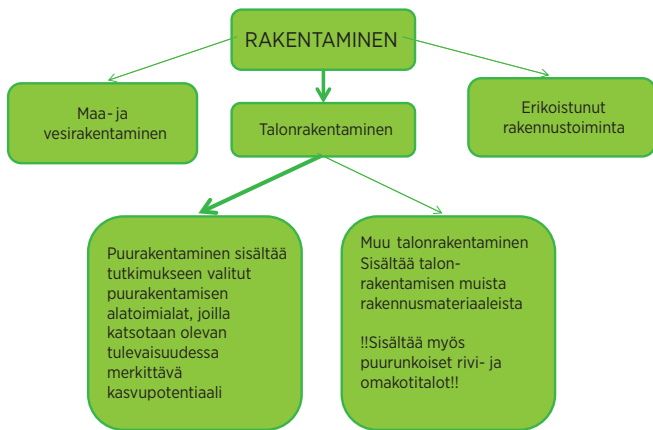 RAKENTAMINEN
Maa- ja
vesirakentaminen
Talonrakentaminen
Erikoistunut
rakennustoiminta
Puurakentaminen sisältää
tutkimukseen valitut
puurakentamisen
alatoimialat, joilla
katsotaan olevan
tulevaisuudessa
merkittävä
kasvupotentiaali
Muu talonrakentaminen
Sisältää talon-
rakentamisen muista
rakennusmateriaaleista
!!Sisältää myös
puurunkoiset rivi- ja
omakotitalot!!